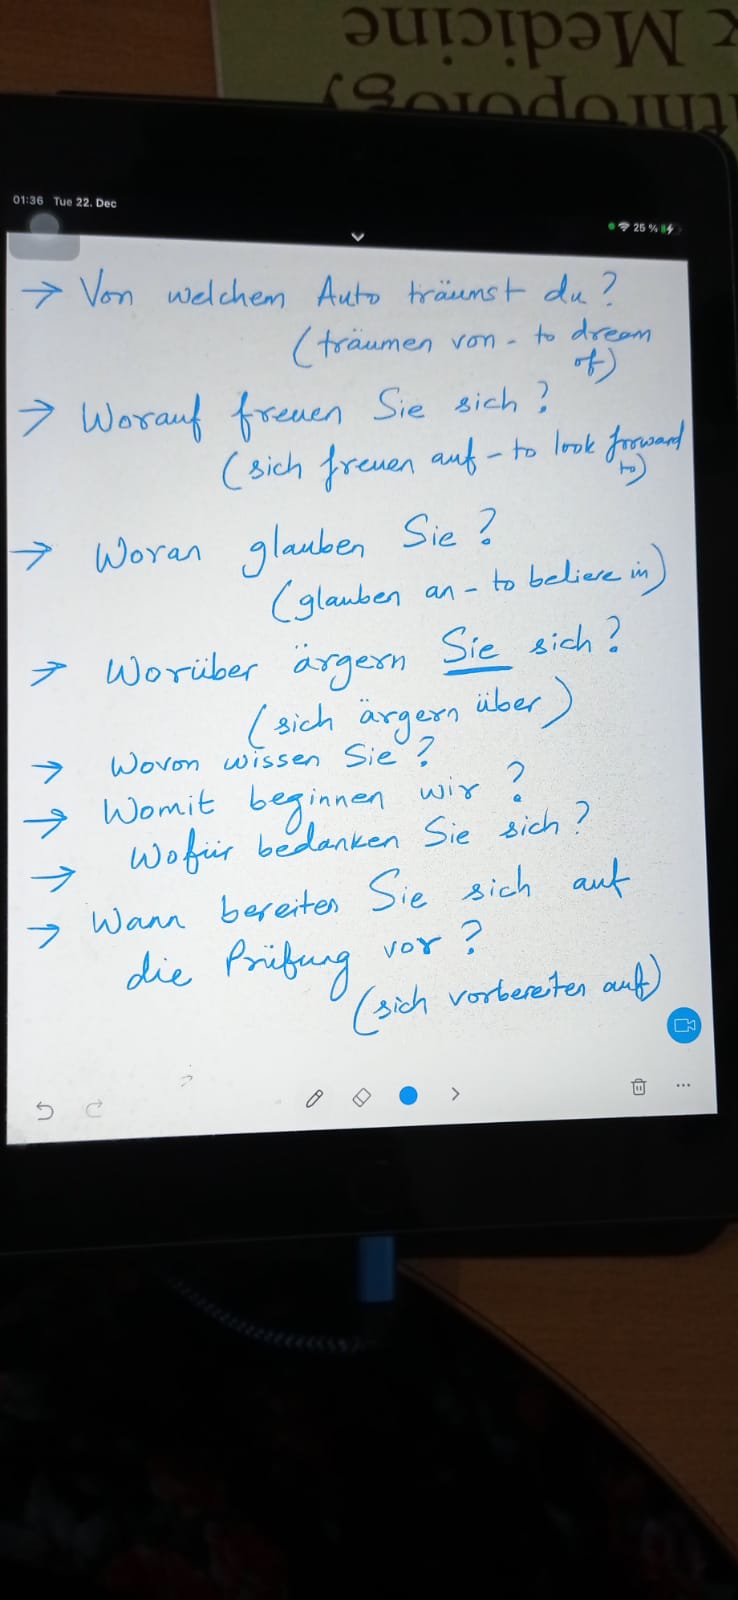 & Medicine
thropology
01:36 Tue 22. Dec
25 %
→ Von welchem Auto träumst du?
(träumen von - to dream
of)
→ Worauf freuen Sie sich?
(sich freuen auf - to look forward
to)
→ Woran glauben Sie?
(glauben an - to believe in)
→ Worüber ärgern Sie sich?
(sich ärgern über)
→ Wovon wissen Sie?
→ Womit beginnen wir?
→ Wofür bedanken Sie sich?
→ Wann bereiten Sie sich auf
die Prüfung vor?
(sich vorbereiten auf)